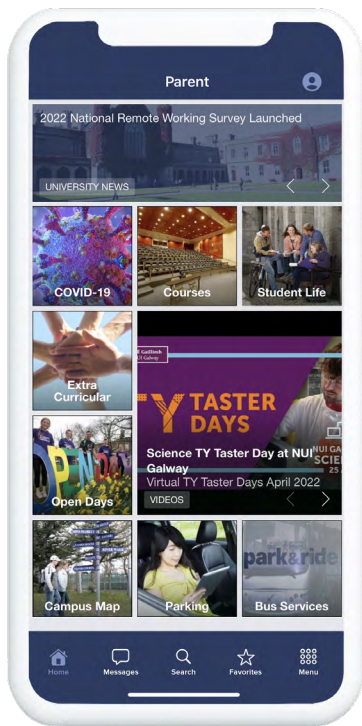 Parent
2022 National Remote Working Survey Launched
UNIVERSITY NEWS
COVID-19
Courses
Student Life
Extra
Curricular
Open Days
TY TASTER
DAYS
Science TY Taster Day at NUI
Galway
Virtual TY Taster Days April 2022
VIDEOS
Campus Map
Parking
park&ride
Bus Services
Home
Messages
Search
Favorites
Menu